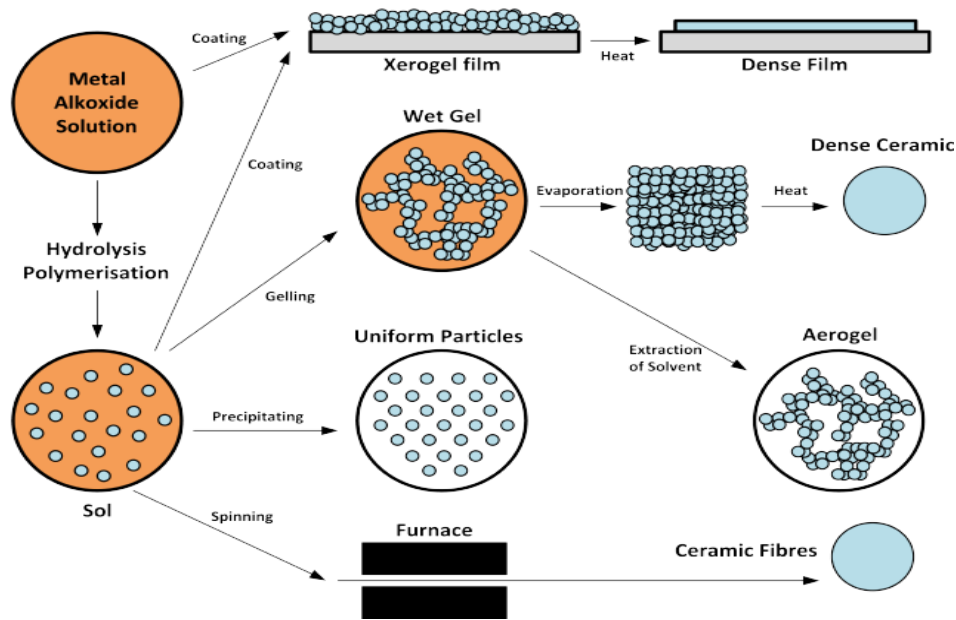 Coating
Xerogel film
Heat
Dense Film
Metal
Alkoxide
Solution
Wet Gel
Coating
Dense Ceramic
Evaporation
Heat
Hydrolysis
Polymerisation
Gelling
Uniform Particles
Extraction
of Solvent
Aerogel
Precipitating
Sol
Spinning
Furnace
Ceramic Fibres